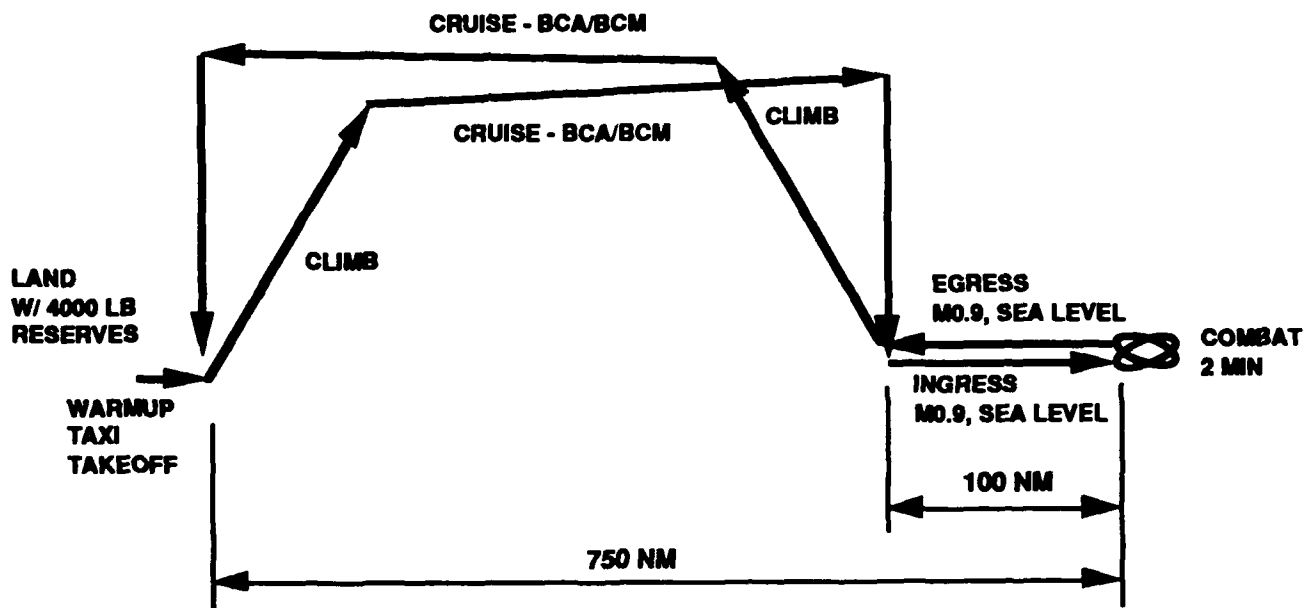 CRUISE - BCA/BCM
CLIMB
CRUISE - BCA/BCM
CLIMB
LAND
W/ 4000 LB
RESERVES
EGRESS
M0.9, SEA LEVEL
COMBAT
2 MIN
INGRESS
M0.9, SEA LEVEL
WARMUP
TAXI
TAKEOFF
100 NM
750 NM